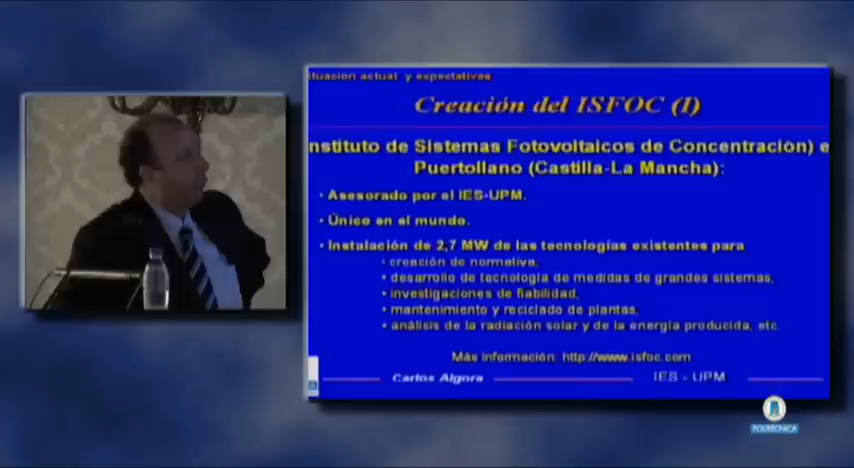 ituación actual y expectativas
Creación del ISFOC (I)
nstituto de Sistemas Fotovoltaicos de Concentración) e
Puertollano (Castilla-La Mancha):
• Asesorado por el IES-UPM.
• Único en el mundo.
• Instalación de 2,7 MW de las tecnologías existentes para
• creación de normativa,
• desarrollo de tecnología de medidas de grandes sistemas,
• investigaciones de fiabilidad,
• mantenimiento y reciclado de plantas,
• análisis de la radiación solar y de la energía producida, etc.
Más información: http://www.isfoc.com
Carlos Algora
IES - UPM
POLITÉCNICA